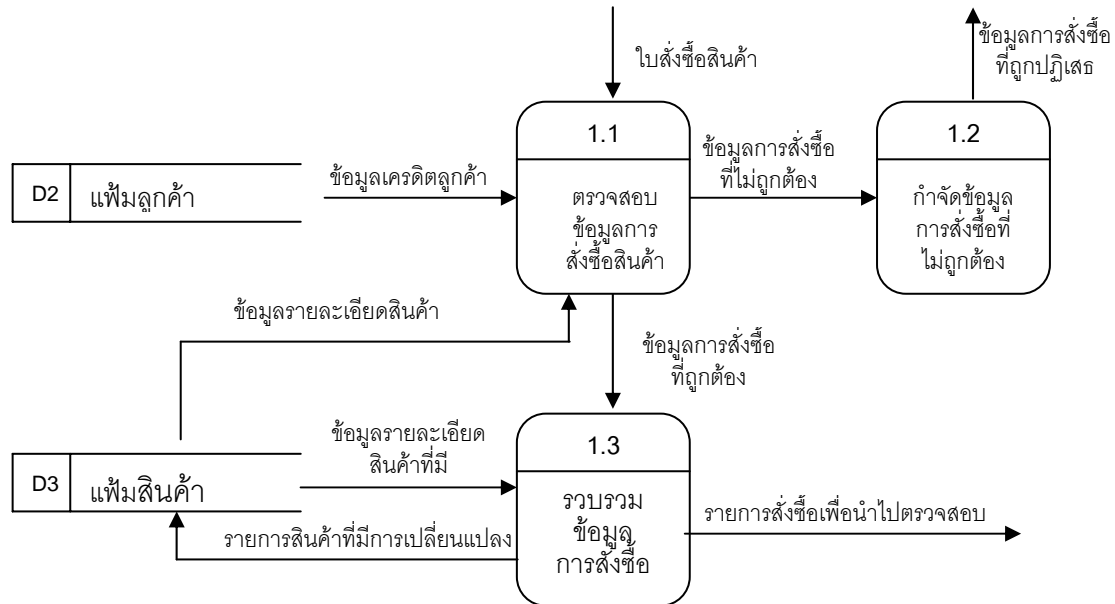 ข้อมูลการสั่งซื้อ
ที่ถูกปฏิเสธ
ใบสั่งซื้อสินค้า
1.1
1.2
ข้อมูลการสั่งซื้อ
ที่ไม่ถูกต้อง
ข้อมูลเครดิตลูกค้า
D2 แฟ้มลูกค้า
ตรวจสอบ
ข้อมูลการ
สั่งซื้อสินค้า
กำจัดข้อมูล
การสั่งซื้อที่
ไม่ถูกต้อง
ข้อมูลรายละเอียดสินค้า
ข้อมูลการสั่งซื้อ
ที่ถูกต้อง
ข้อมูลรายละเอียด
สินค้าที่มี
1.3
D3 แฟ้มสินค้า
รวบรวม
ข้อมูล
การสั่งซื้อ
รายการสั่งซื้อเพื่อนำไปตรวจสอบ
รายการสินค้าที่มีการเปลี่ยนแปลง